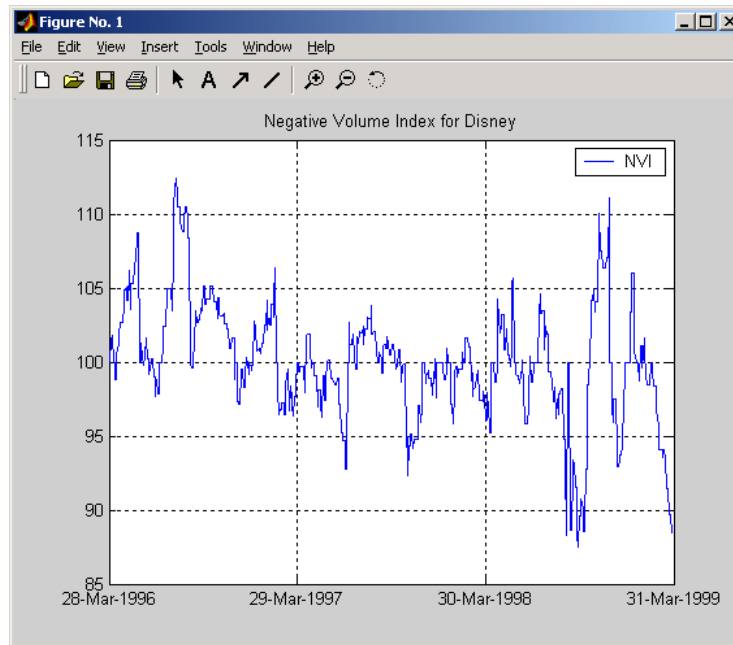 Figure No. 1
File Edit View Insert Tools Window Help
A
Negative Volume Index for Disney
NVI
115
110
105
100
95
90
85
28-Mar-1996 29-Mar-1997 30-Mar-1998 31-Mar-1999